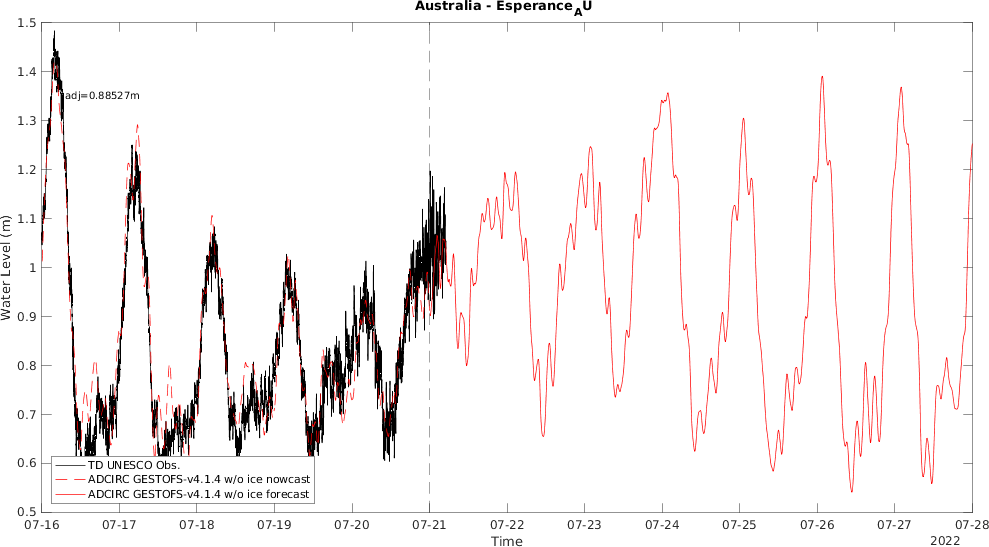 Australia - Esperance_AU
1.5
1.4
adj=0.88527m
1.3
1.2
1.1
1
0.9
0.8
0.7
0.6
0.5
Water Level (m)
TD UNESCO Obs.
ADCIRC GESTOFS-v4.1.4 w/o ice nowcast
ADCIRC GESTOFS-v4.1.4 w/o ice forecast
07-16 07-17 07-18 07-19 07-20 07-21 07-22 07-23 07-24 07-25 07-26 07-27 07-28
Time
2022